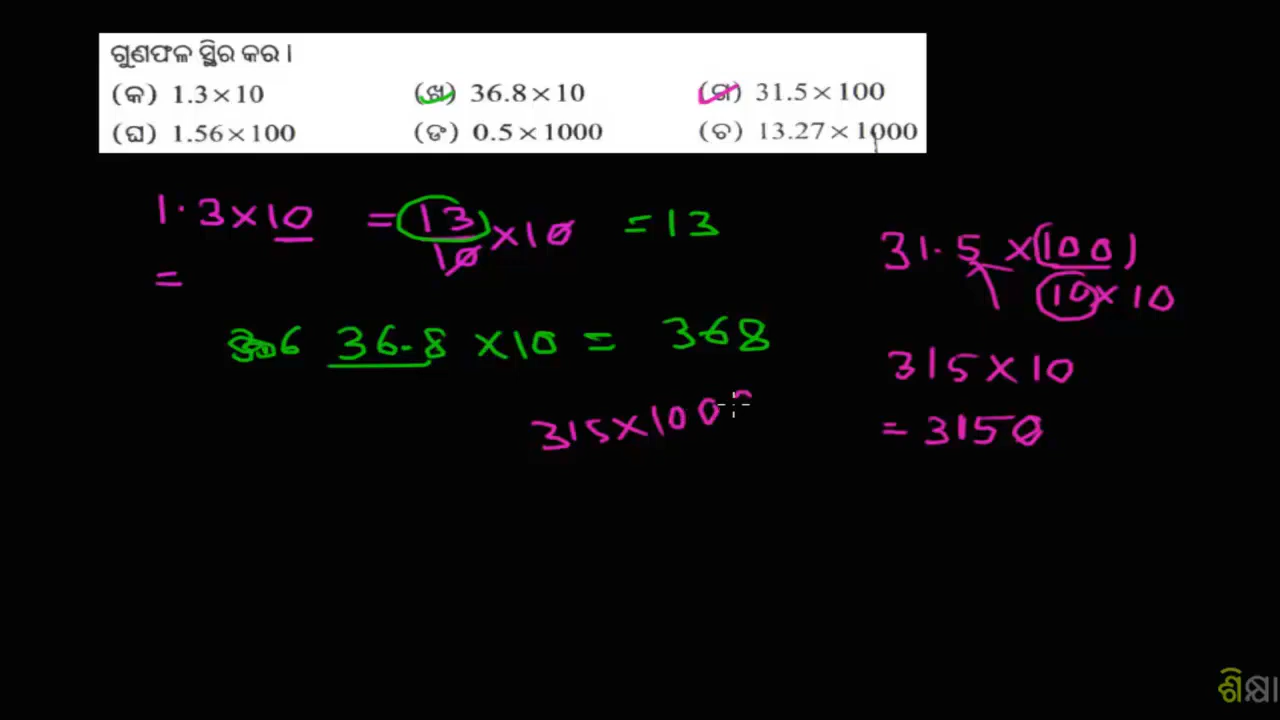 ଗୁଣଫଳ ସ୍ଥିର କର ।
(କ) 1.3 × 10 (ଖ) 36.8 × 10 (ଗ) 31.5 × 100
(ଘ) 1.56 × 100 (ଙ) 0.5 × 1000 (ଚ) 13.27 × 1000
1.3 × 10 = 13/10 × 10 = 13
=
36.8 × 10 = 368
315 × 100
31.5 × (100)
10 × 10
315 × 10
= 3150
ଶିକ୍ଷା